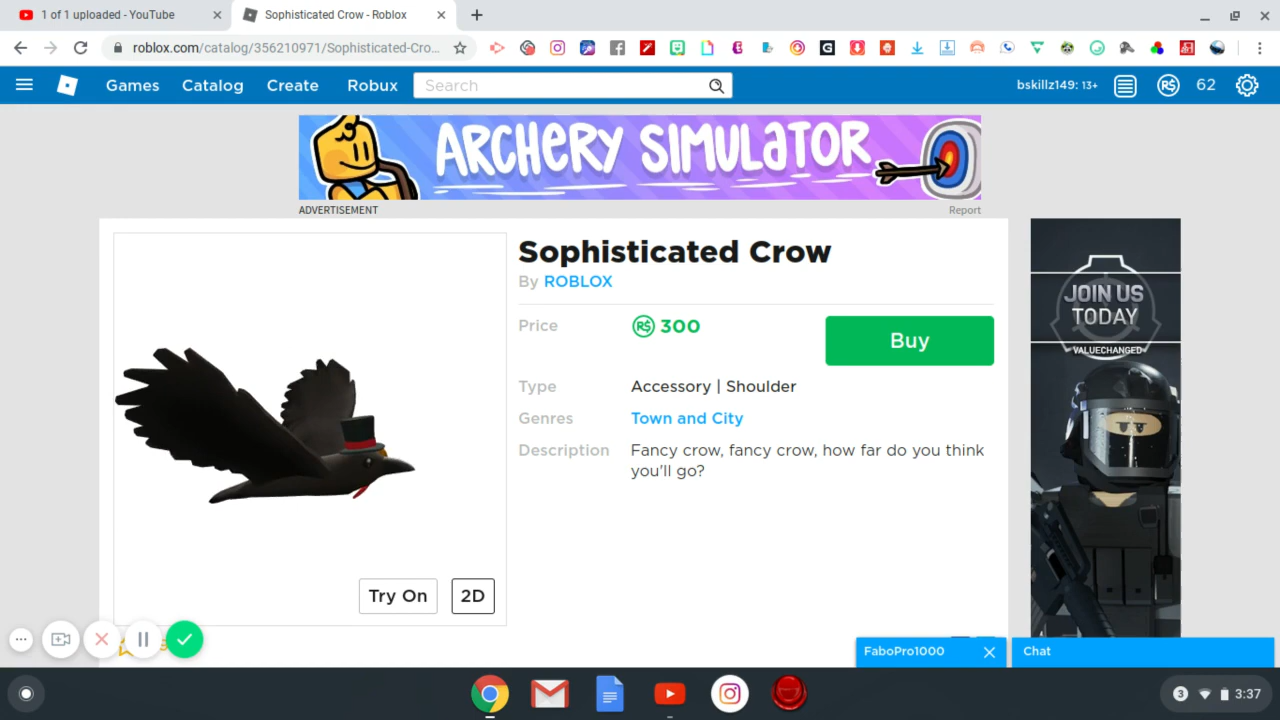 1 of 1 uploaded - YouTube
Sophisticated Crow - Roblox
roblox.com/catalog/356210971/Sophisticated-Cro...
Games
Catalog
Create
Robux
Search
bskillz149: 13+
R$
62
ARCHERY SIMULATOR
ADVERTISEMENT
Report
Sophisticated Crow
By ROBLOX
Price
R$ 300
Buy
Type
Accessory | Shoulder
Genres
Town and City
Description
Fancy crow, fancy crow, how far do you think
you'll go?
Try On
2D
JOIN US
TODAY
VALUECHANGED
FaboPro1000
Chat
3
3:37